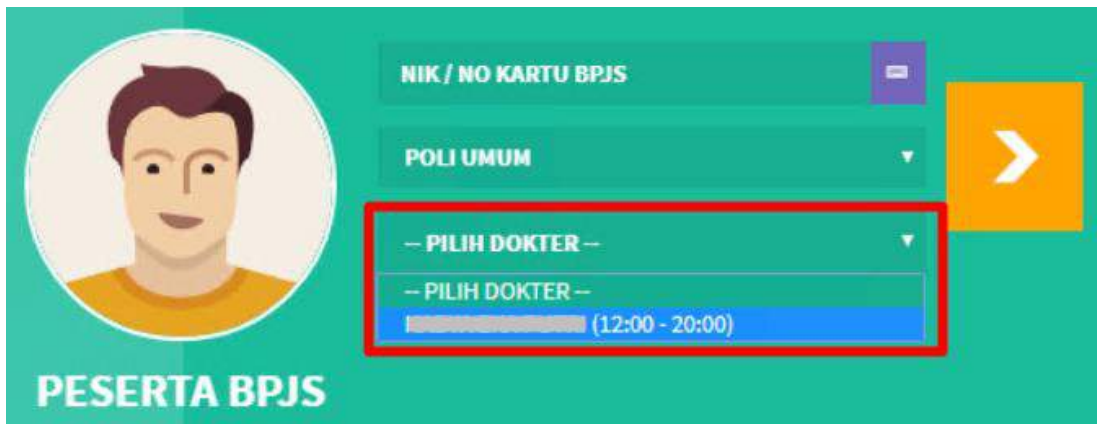 NIK / NO KARTU BPJS
POLI UMUM
-- PILIH DOKTER --
-- PILIH DOKTER --
(12:00 - 20:00)
PESERTA BPJS